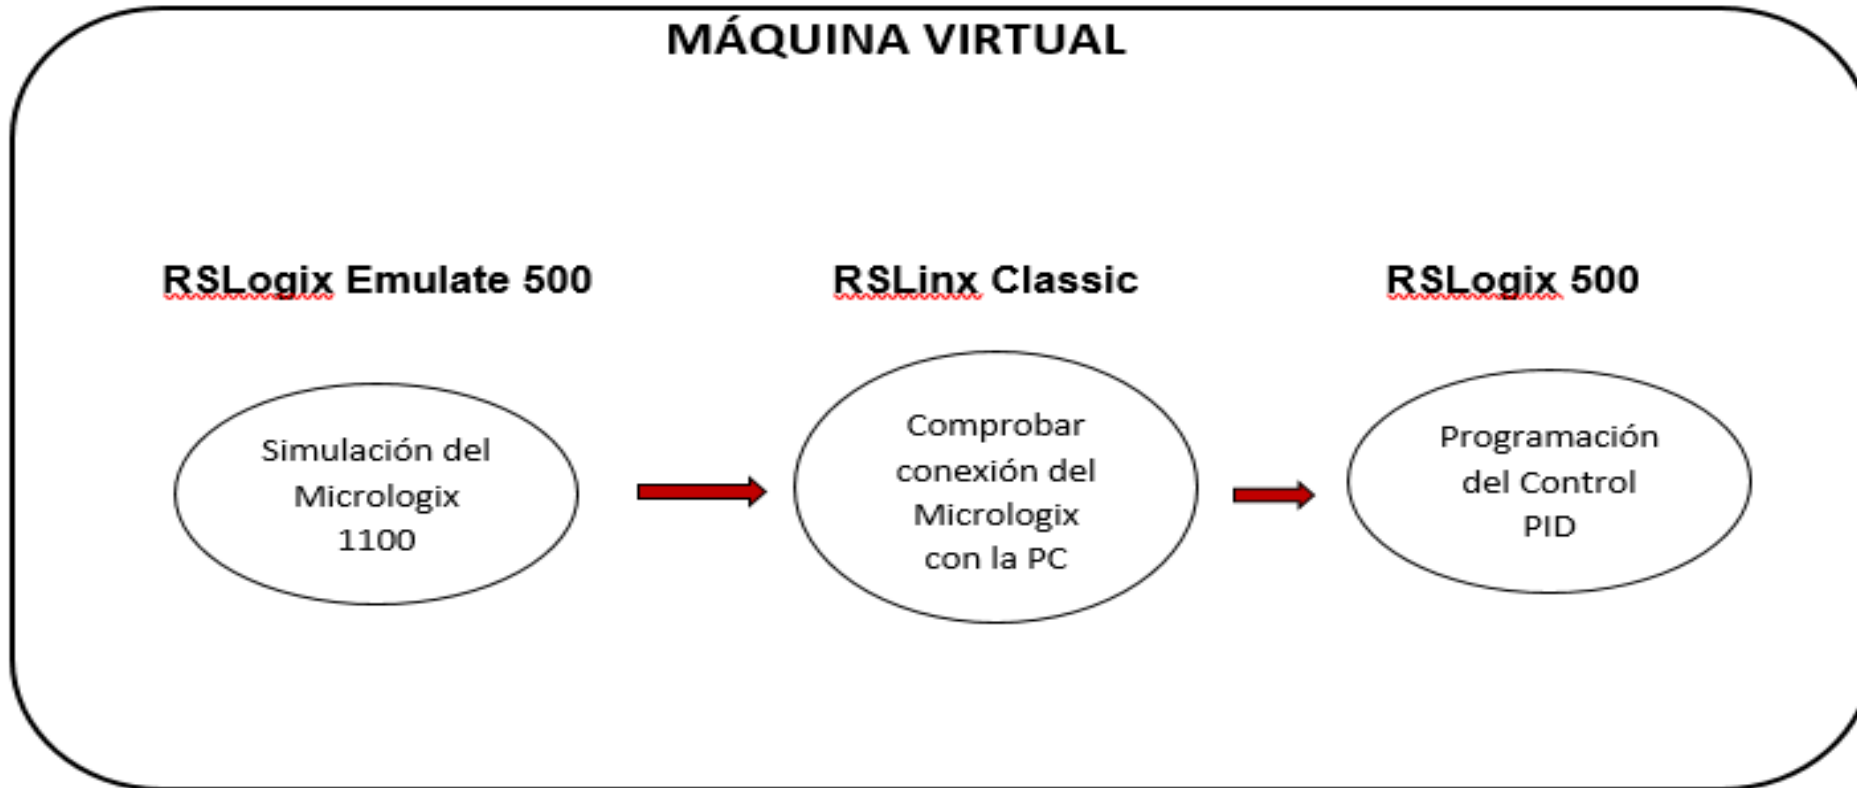 MÁQUINA VIRTUAL
RSLogix Emulate 500
RSLinx Classic
RSLogix 500
Simulación del
Micrologix
1100
Comprobar
conexión del
Micrologix
con la PC
Programación
del Control
PID